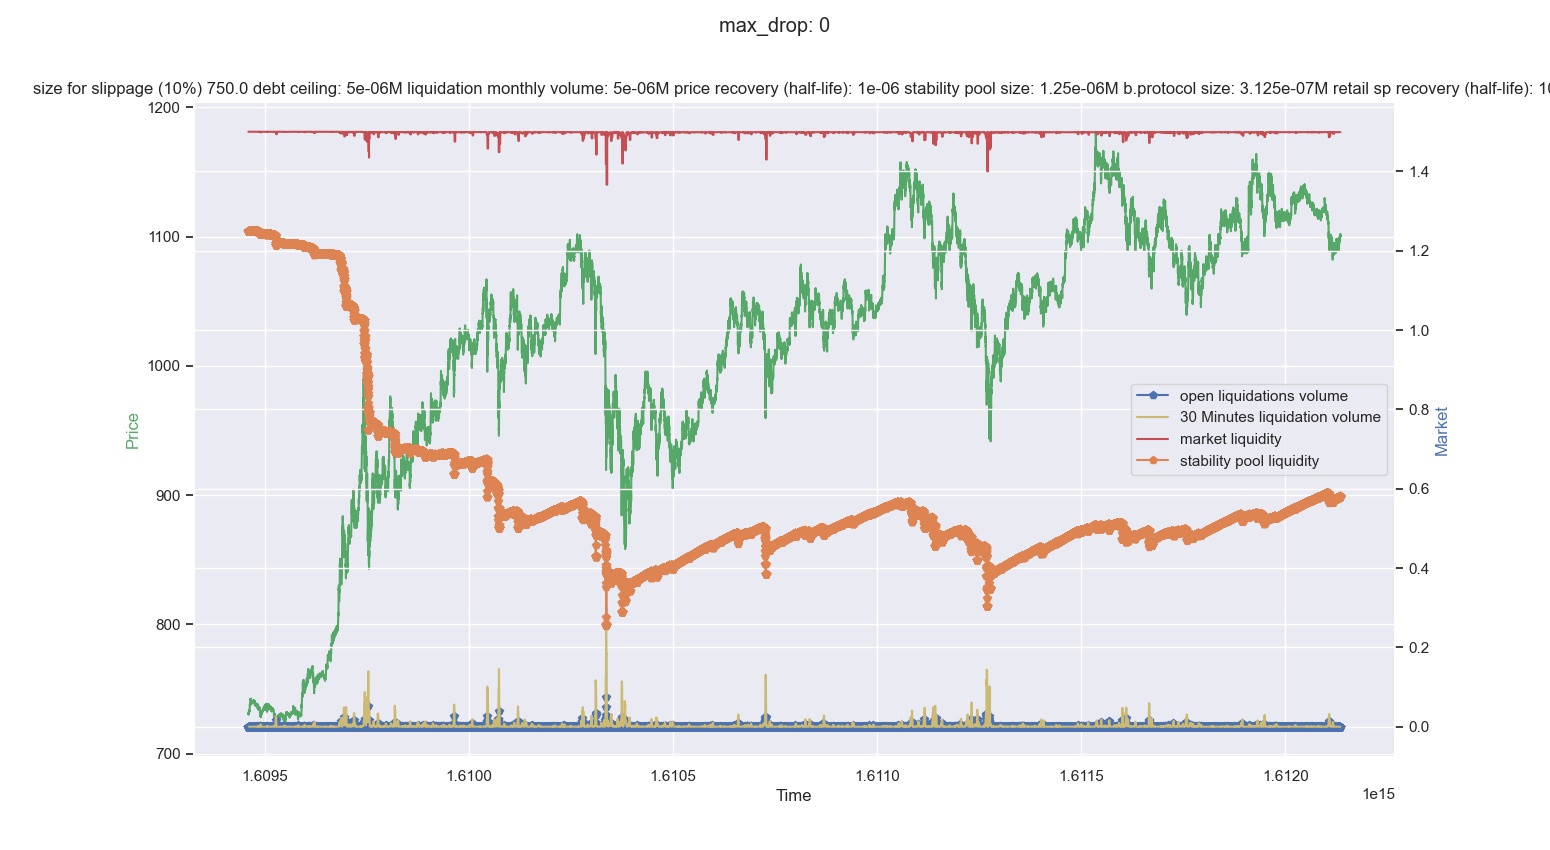 max_drop: 0
size for slippage (10%) 750.0 debt ceiling: 5e-06M liquidation monthly volume: 5e-06M price recovery (half-life): 1e-06 stability pool size: 1.25e-06M b.protocol size: 3.125e-07M retail sp recovery (half-life):
1200
1100
1000
900
800
700
Price
1.4
1.2
1.0
0.8
0.6
0.4
0.2
0.0
Market
open liquidations volume
30 Minutes liquidation volume
market liquidity
stability pool liquidity
1.6095 1.6100 1.6105 1.6110 1.6115 1.6120
1e15
Time